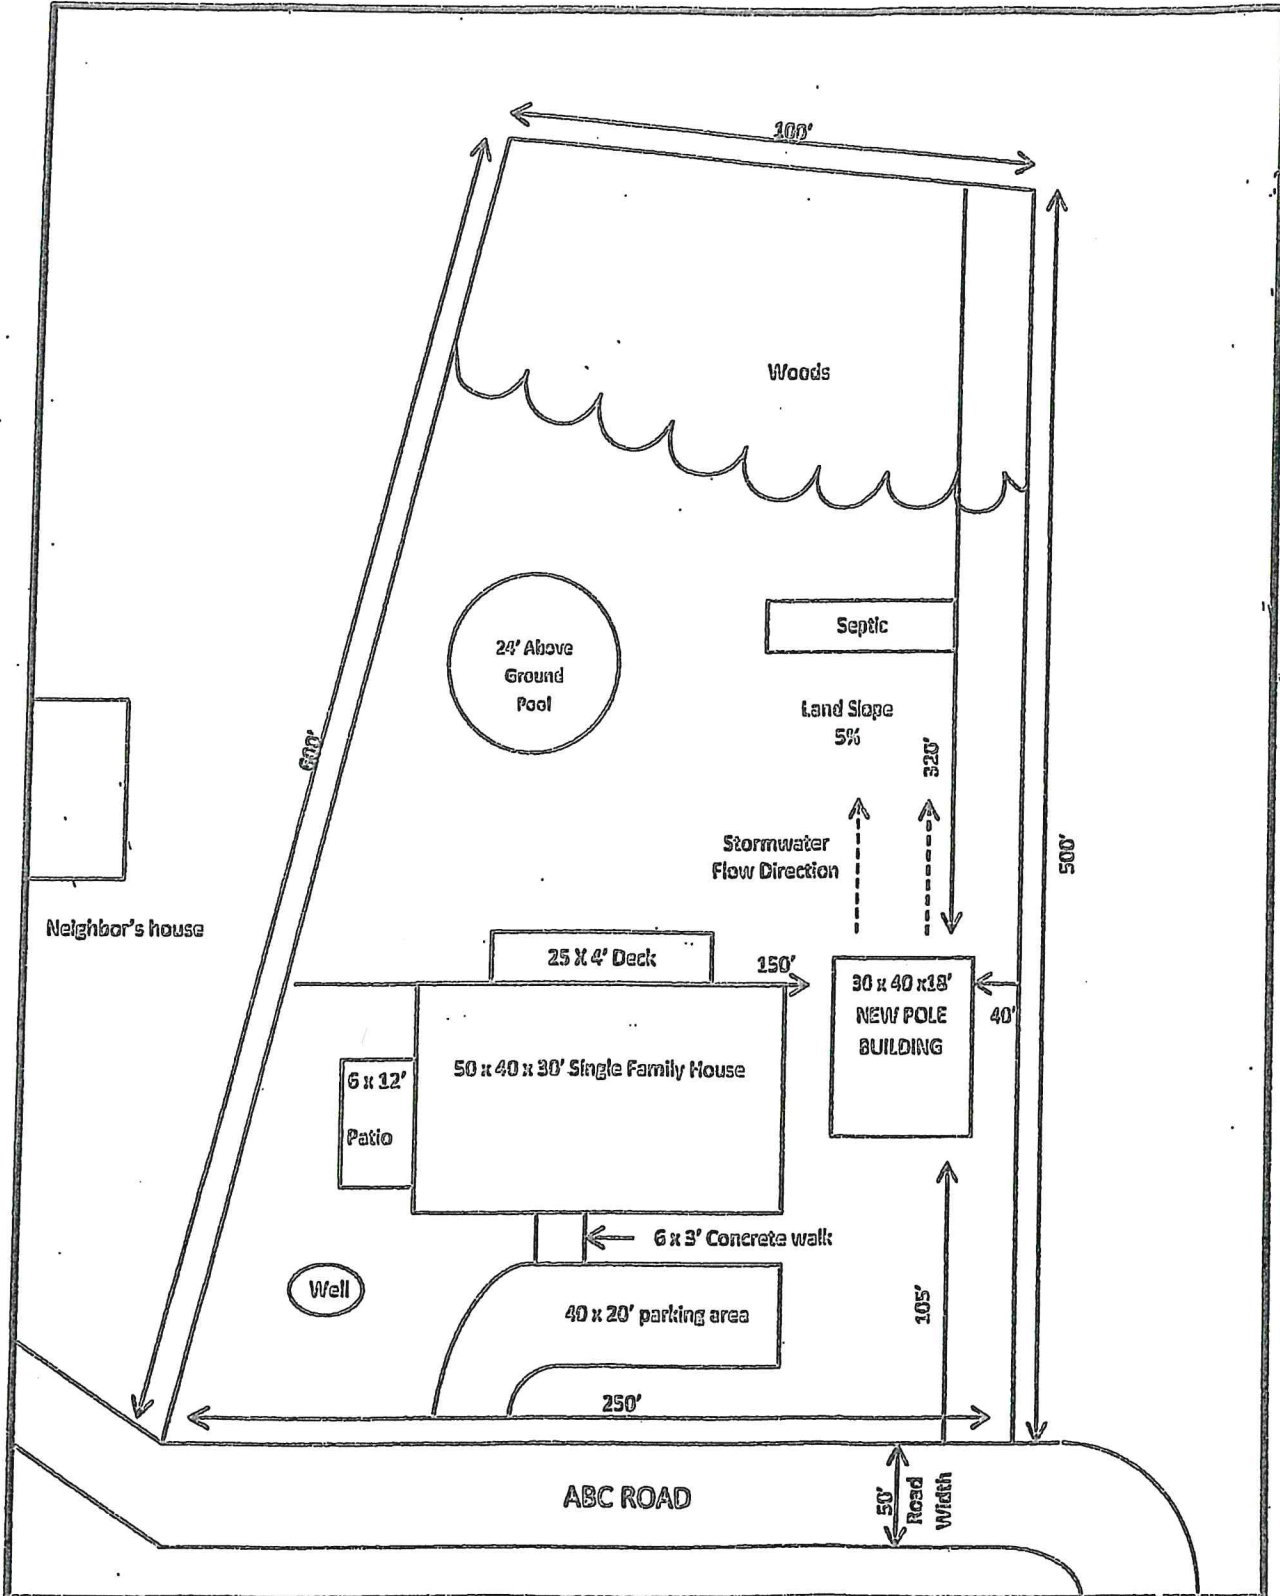 100'
Woods
Septic
24' Above
Ground
Pool
Land Slope
5%
600'
320'
Stormwater
Flow Direction
500'
Neighbor's house
25 X 4' Deck
150'
30 x 40 x18'
NEW POLE
BUILDING
40'
50 x 40 x 30' Single Family House
6 x 12'
Patio
6 x 3' Concrete walk
Well
40 x 20' parking area
105'
250'
ABC ROAD
50'
Road
Width